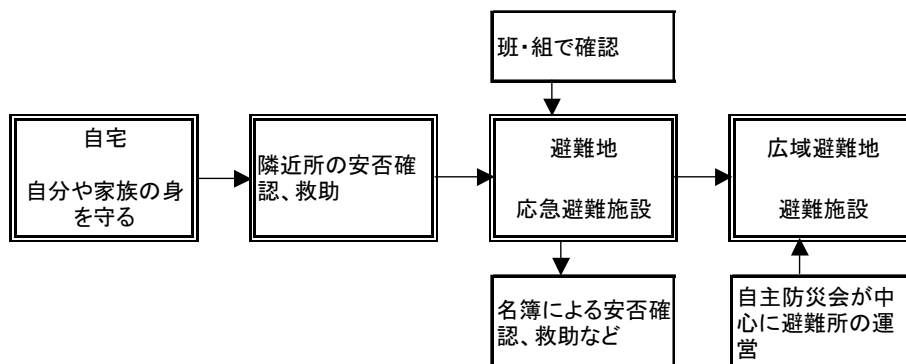 班・組で確認
自宅
自分や家族の身
を守る
隣近所の安否確
認、救助
避難地
応急避難施設
広域避難地
避難施設
名簿による安否確
認、救助など
自主防災会が中
心に避難所の運
営